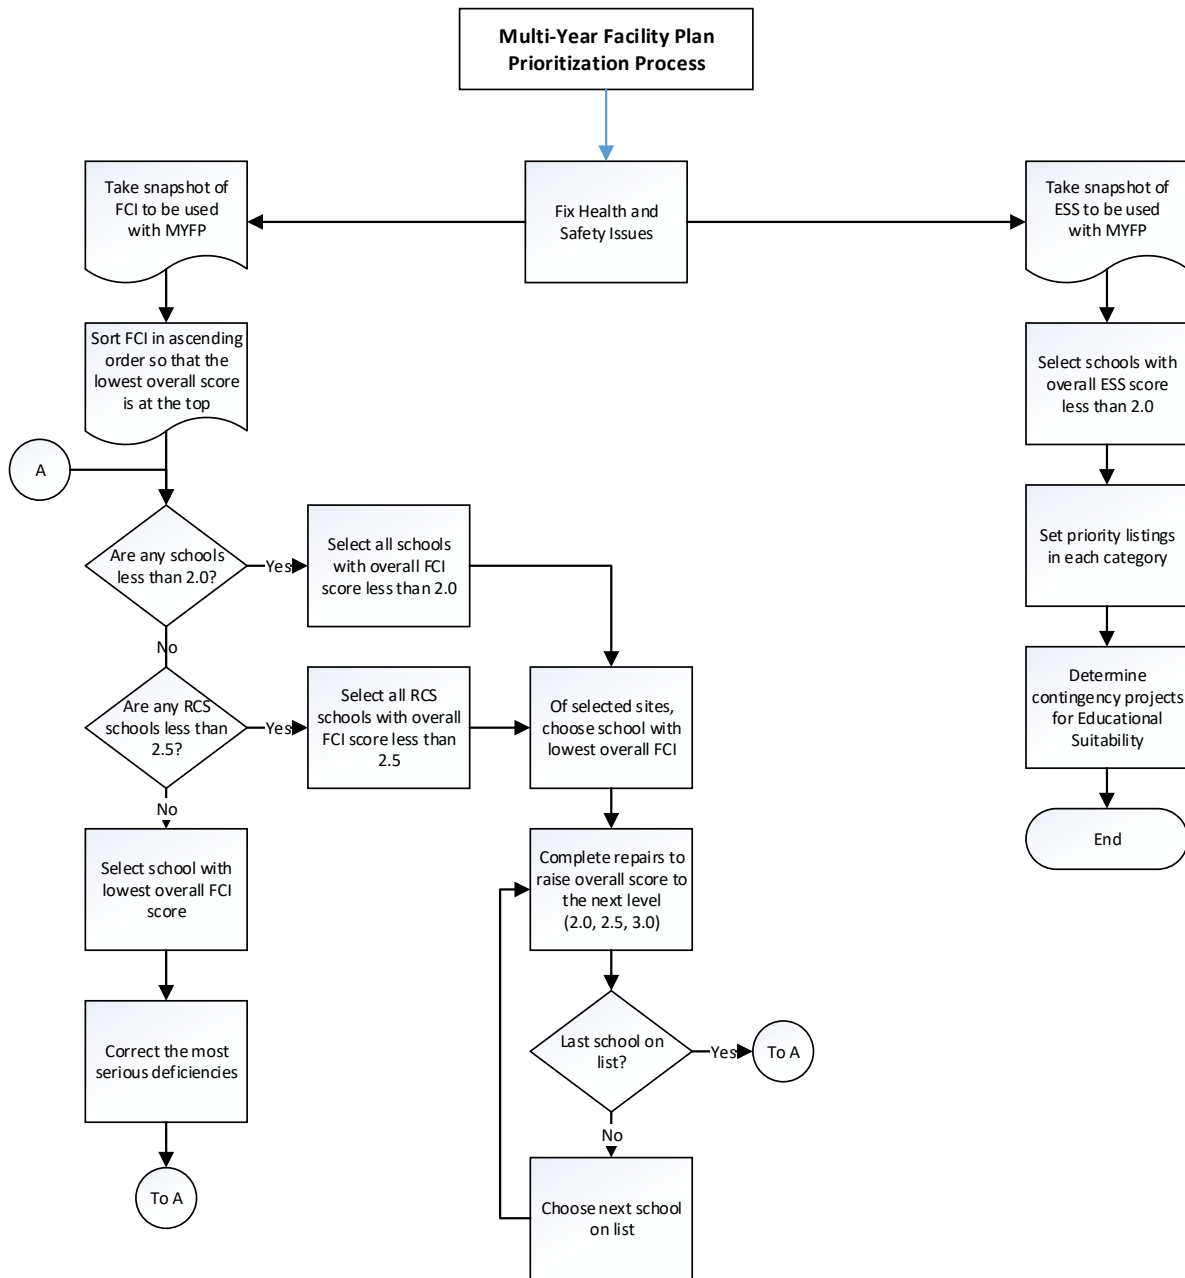 Multi-Year Facility Plan
Prioritization Process
Take snapshot of
FCI to be used
with MYFP
Fix Health and
Safety Issues
Take snapshot of
ESS to be used
with MYFP
Sort FCI in ascending
order so that the
lowest overall score
is at the top
Select schools with
overall ESS score
less than 2.0
A
Are any schools
less than 2.0?
Yes
Select all schools
with overall FCI
score less than 2.0
Set priority listings
in each category
No
Are any RCS
schools less than
2.5?
Yes
Select all RCS
schools with overall
FCI score less than
2.5
Of selected sites,
choose school with
lowest overall FCI
Determine
contingency projects
for Educational
Suitability
No
Select school with
lowest overall FCI
score
Complete repairs to
raise overall score to
the next level
(2.0, 2.5, 3.0)
End
Correct the most
serious deficiencies
Last school on
list?
Yes
To A
No
To A
Choose next school
on list